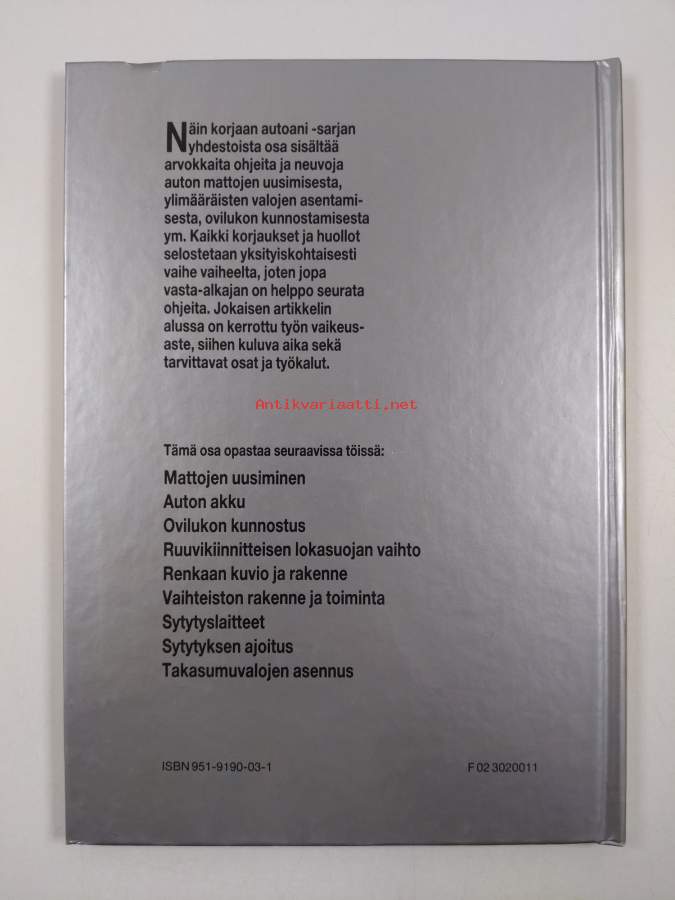 Näin korjaan autoani -sarjan
yhdestoista osa sisältää
arvokkaita ohjeita ja neuvoja
auton mattojen uusimisesta,
ylimääräisten valojen asentami-
sesta, ovilukon kunnostamisesta
ym. Kaikki korjaukset ja huollot
selostetaan yksityiskohtaisesti
vaihe vaiheelta, joten jopa
vasta-alkajan on helppo seurata
ohjeita. Jokaisen artikkelin
alussa on kerrottu työn vaikeus-
aste, siihen kuluva aika sekä
tarvittavat osat ja työkalut.
Antikvariaatti.net
Tämä osa opastaa seuraavissa töissä:
Mattojen uusiminen
Auton akku
Ovilukon kunnostus
Ruuvikiinnitteisen lokasuojan vaihto
Renkaan kuvio ja rakenne
Vaihteiston rakenne ja toiminta
Sytytyslaitteet
Sytytyksen ajoitus
Takasumuvalojen asennus
ISBN 951-9190-03-1
F 02 3020011